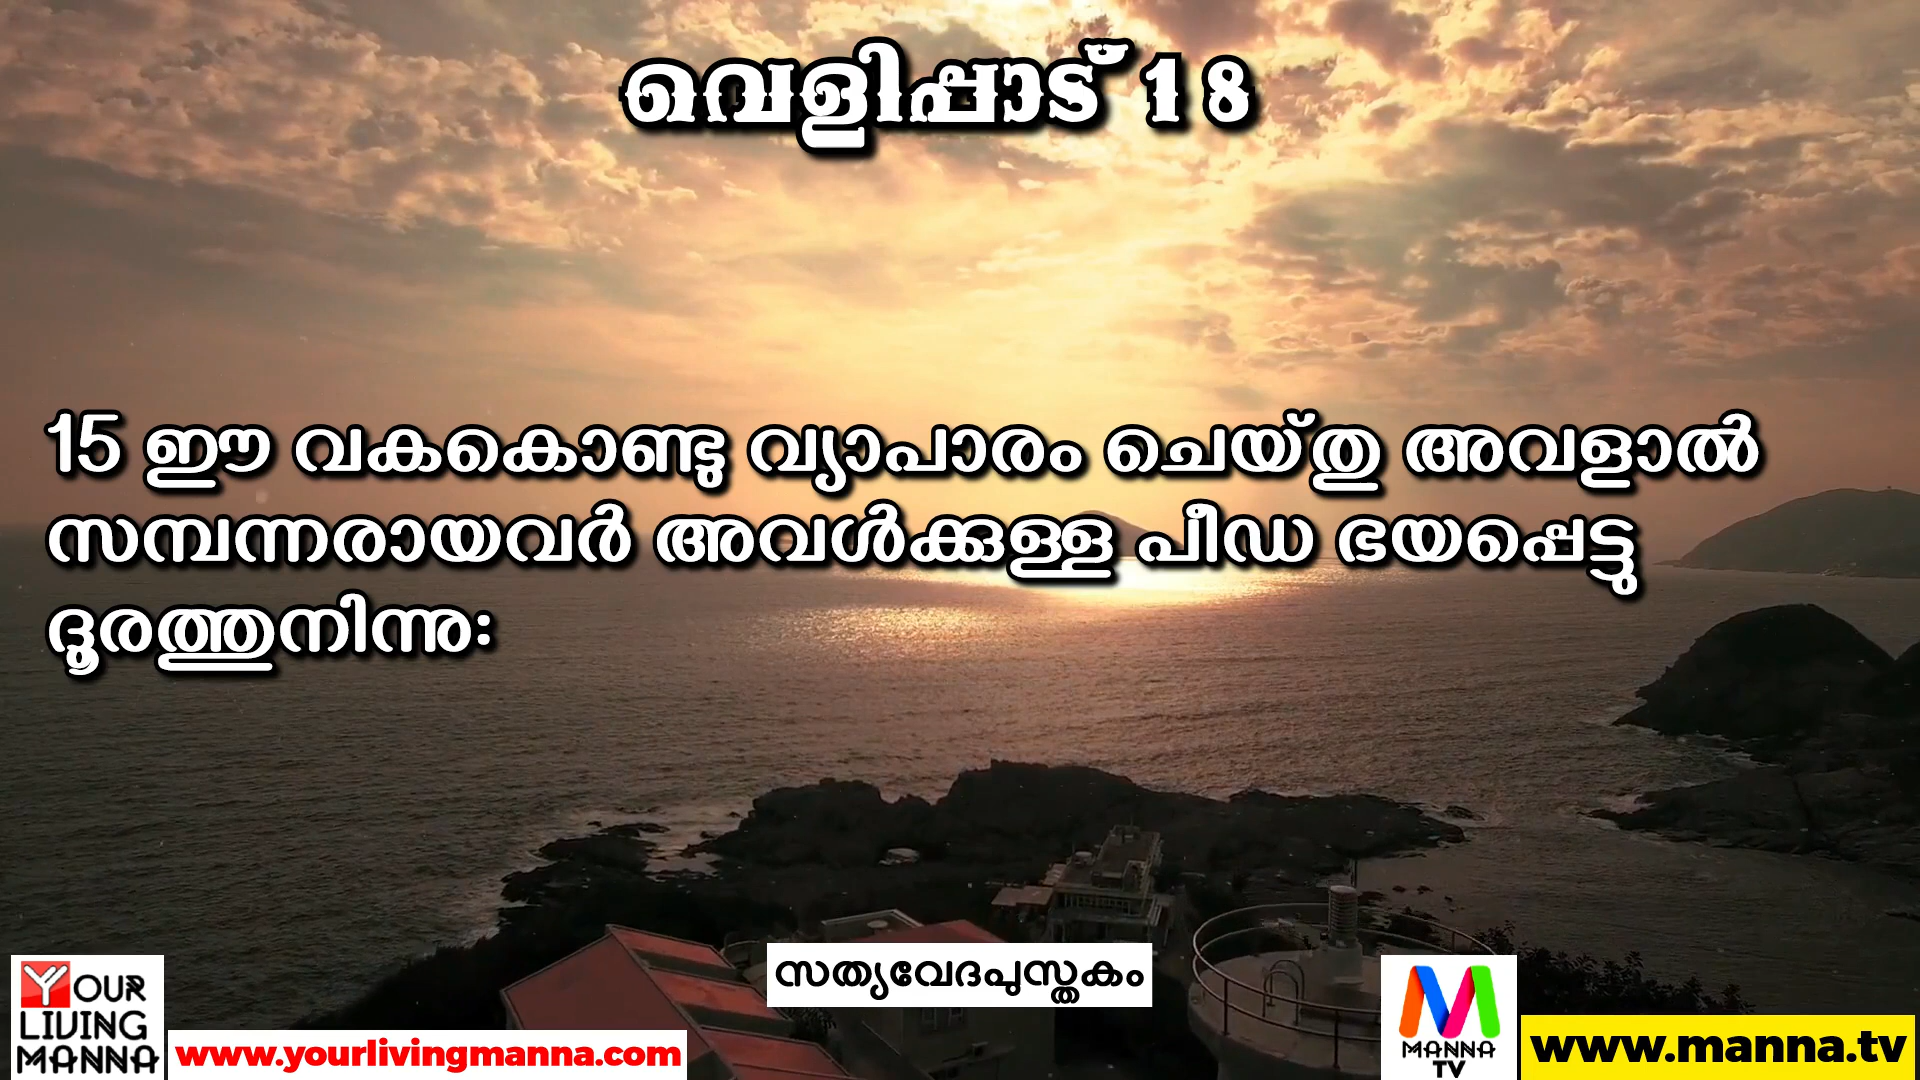 വെളിപ്പാട് 18
15 ഈ വകകൊണ്ടു വ്യാപാരം ചെയ്തു അവളാൽ
സമ്പന്നരായവർ അവൾക്കുള്ള പീഡ ഭയപ്പെട്ടു
ദൂരത്തുനിന്നു:
സത്യവേദപുസ്തകം
YOUR
LIVING
MANNA
www.yourlivingmanna.com
MANNA
TV
www.manna.tv